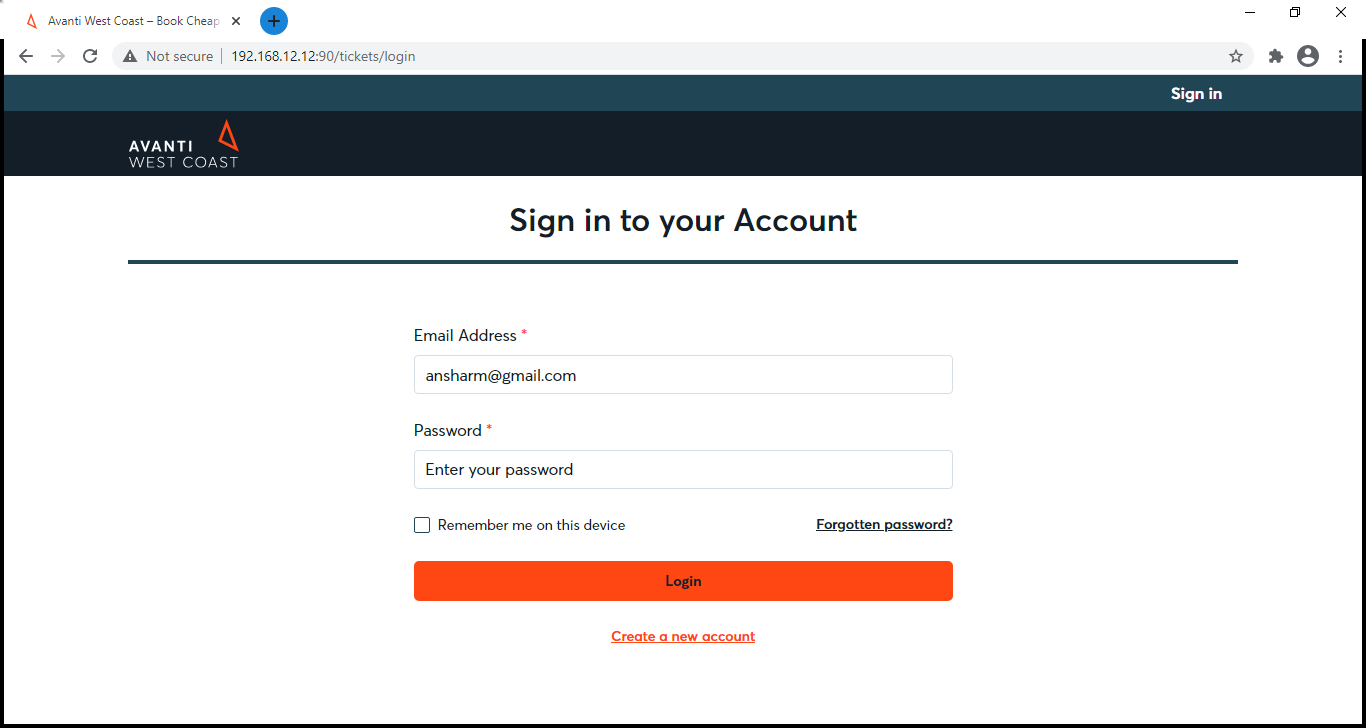 Avanti West Coast – Book Cheap
Not secure
192.168.12.12:90/tickets/login
Sign in
AVANTI
WEST COAST
Sign in to your Account
Email Address *
ansharm@gmail.com
Password *
Enter your password
Remember me on this device
Forgotten password?
Login
Create a new account